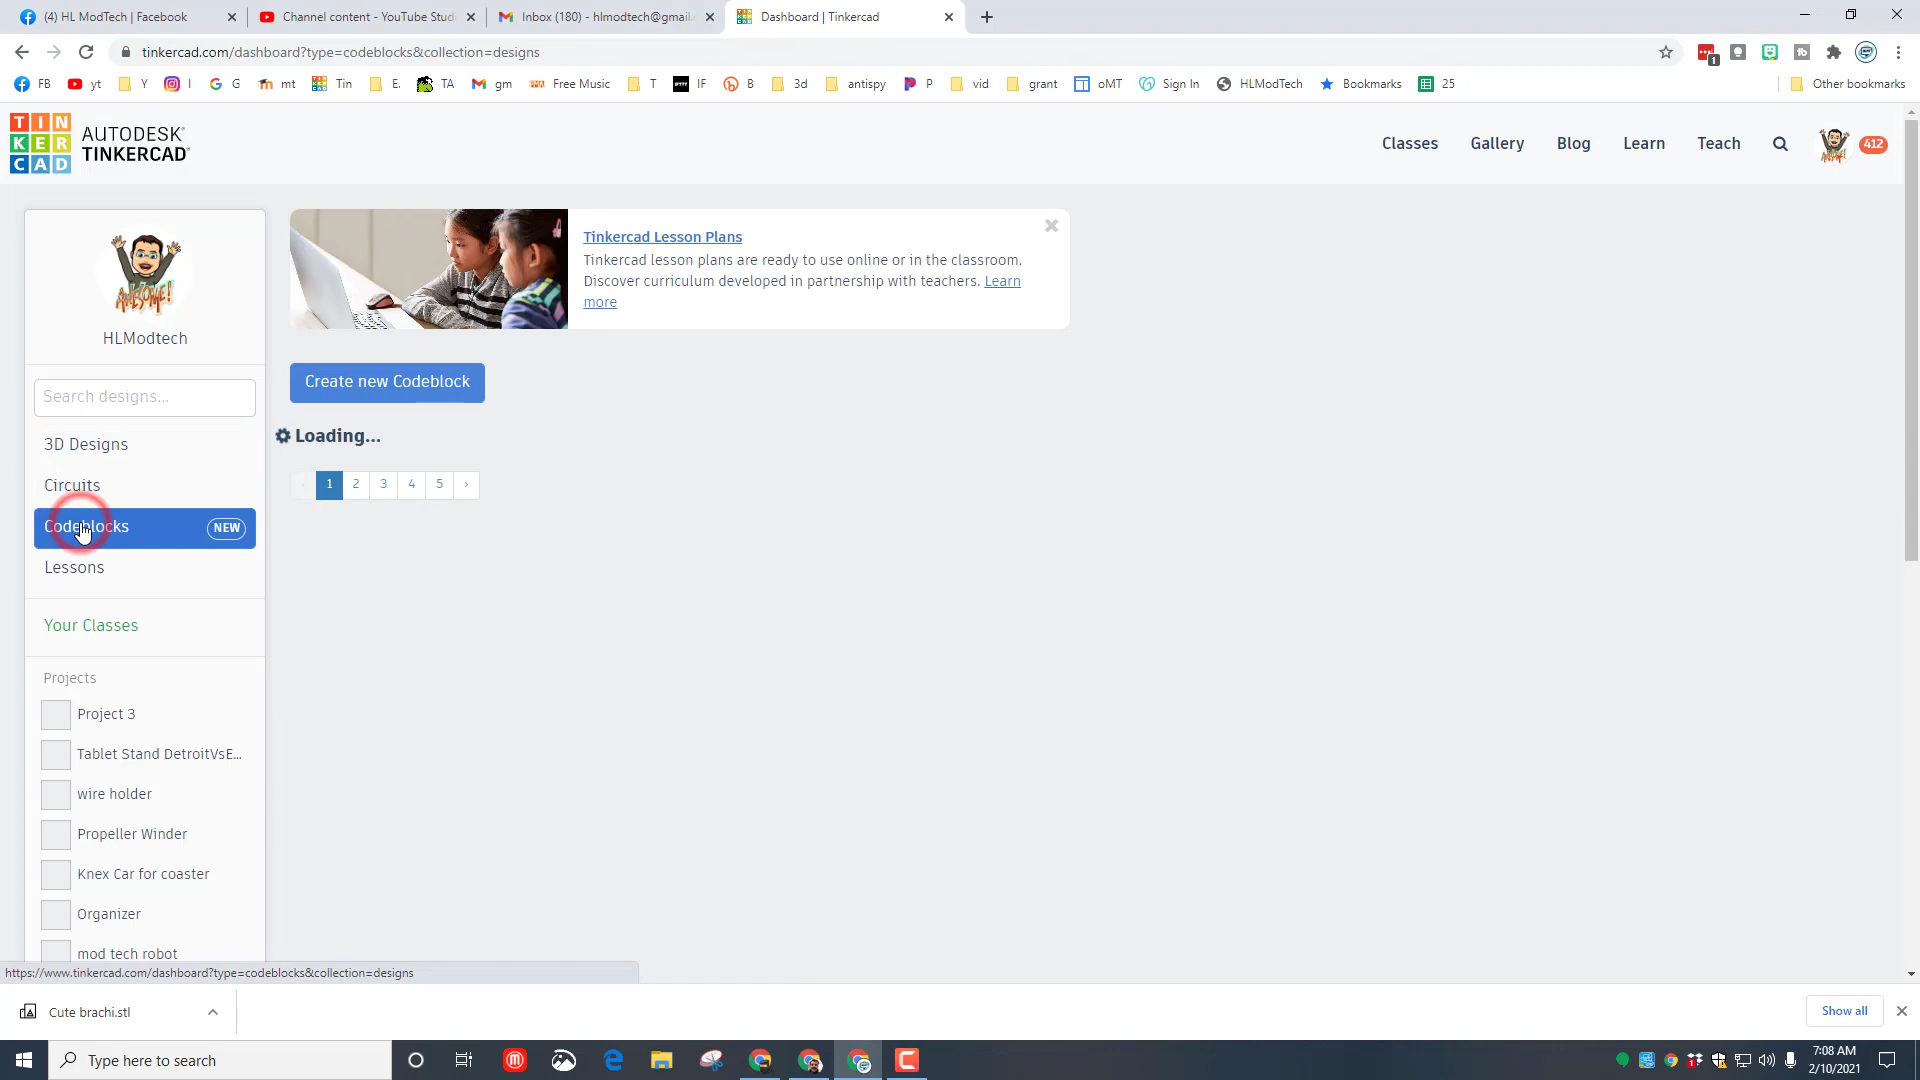 (4) HL ModTech | Facebook
Channel content - YouTube Stud
Inbox (180) - hlmodtech@gmail.
Dashboard | Tinkercad
tinkercad.com/dashboard?type=codeblocks&collection=designs
1
FB
yt
Y
I
G
mt
Tin
E.
TA
gm
Free Music
T
IF
B
3d
antispy
P
vid
grant
oMT
Sign In
HLModTech
Bookmarks
25
Other bookmarks
TIN
KER
CAD
AUTODESK®
TINKERCAD®
Classes
Gallery
Blog
Learn
Teach
412
AWESOME!
HLModtech
Search designs...
3D Designs
Circuits
Codeblocks
NEW
Lessons
Your Classes
Projects
Project 3
Tablet Stand DetroitVsE...
wire holder
Propeller Winder
Knex Car for coaster
Organizer
mod tech robot
Tinkercad Lesson Plans
Tinkercad lesson plans are ready to use online or in the classroom.
Discover curriculum developed in partnership with teachers. Learn
more
Create new Codeblock
Loading...
‹ 1 2 3 4 5 ›
https://www.tinkercad.com/dashboard?type=codeblocks&collection=designs
Cute brachi.stl
Show all
Type here to search
7:08 AM
2/10/2021